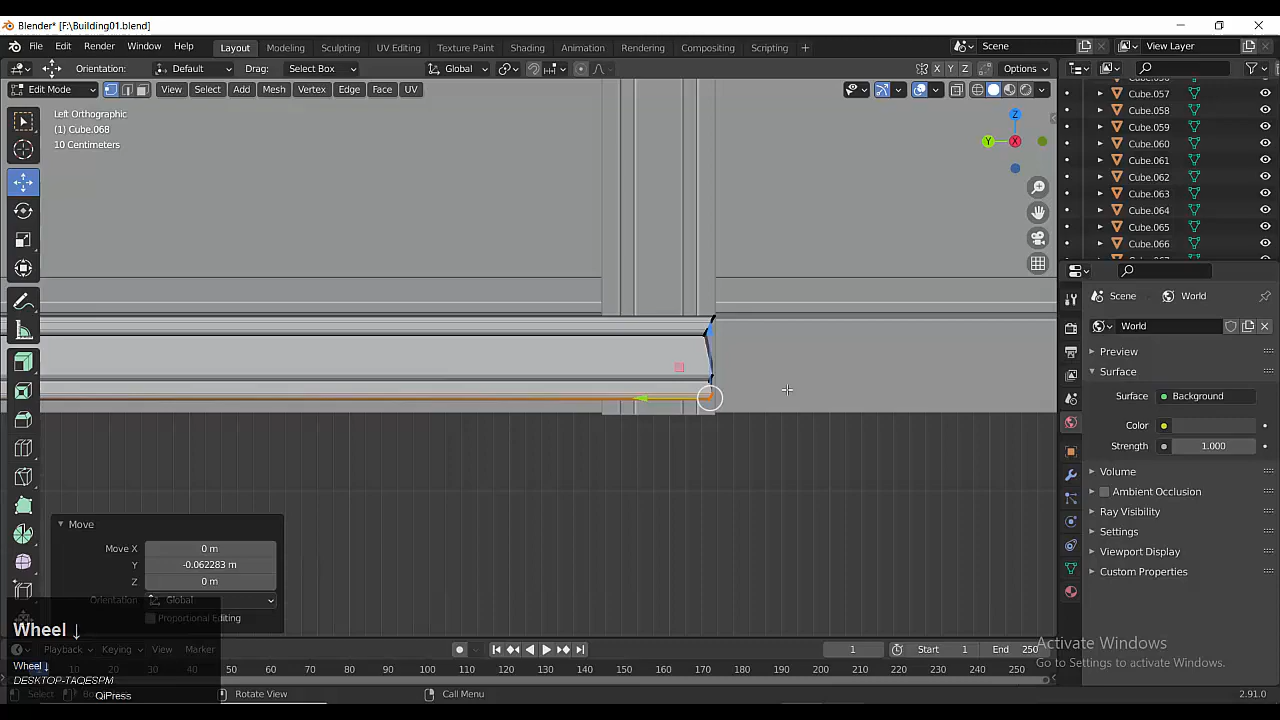 Blender* [F:\Building01.blend]
File Edit Render Window Help Layout Modeling Sculpting UV Editing Texture Paint Shading Animation Rendering Compositing Scripting + Scene View Layer
Orientation: Default Drag: Select Box Global X Y Z Options
Edit Mode View Select Add Mesh Vertex Edge Face UV
Left Orthographic
(1) Cube.068
10 Centimeters
Z
Y
X
Cube.057
Cube.058
Cube.059
Cube.060
Cube.061
Cube.062
Cube.063
Cube.064
Cube.065
Cube.066
Scene World
World
Preview
Surface
Surface Background
Color
Strength 1.000
Volume
Ambient Occlusion
Ray Visibility
Settings
Viewport Display
Custom Properties
Move
Move X 0 m
Y -0.062283 m
Z 0 m
Orientation Global
Proportional Editing
Wheel ↓
Wheel ↓
DESKTOP-TAQESPM
QiPress
Playback Keying View Marker 1 Start 1 End 250
10 20 30 40 50 60 70 80 90 100 110 120 130 140 150 160 170 180 190 200 210 220 230 240 250
Select Rotate View Call Menu 2.91.0
Activate Windows
Go to Settings to activate Windows.